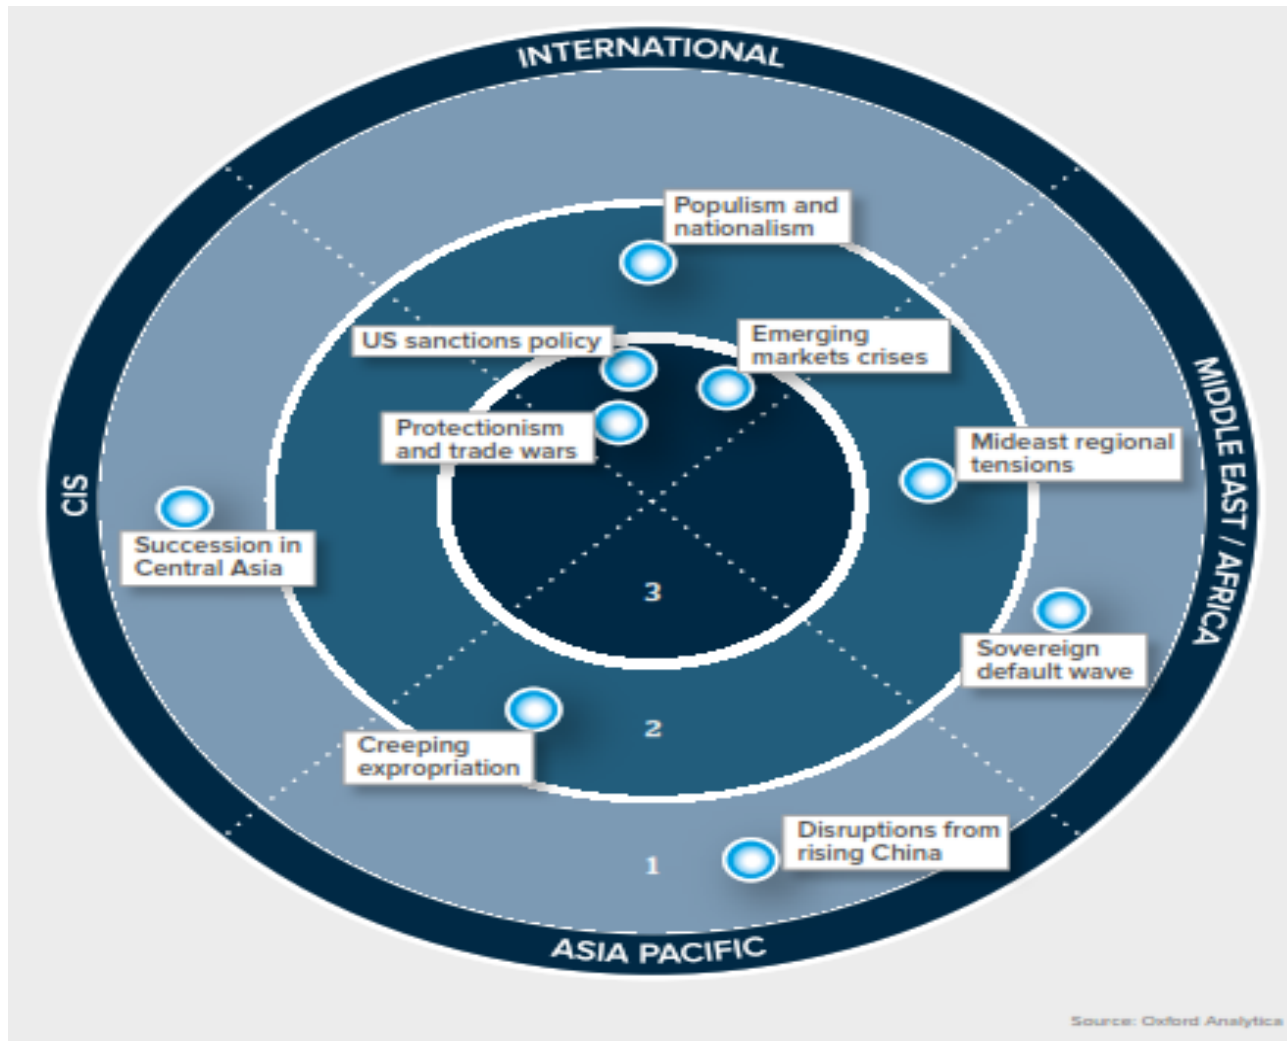 INTERNATIONAL
Populism and
nationalism
US sanctions policy
Emerging
markets crises
Protectionism
and trade wars
Mideast regional
tensions
MIDDLE EAST / AFRICA
CIS
Succession in
Central Asia
3
Sovereign
default wave
2
Creeping
expropriation
Disruptions from
rising China
1
ASIA PACIFIC
Source: Oxford Analytica